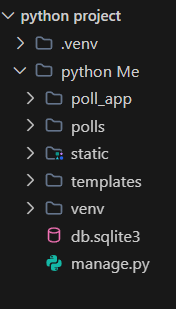 python project
.venv
python Me
poll_app
polls
static
templates
venv
db.sqlite3
manage.py